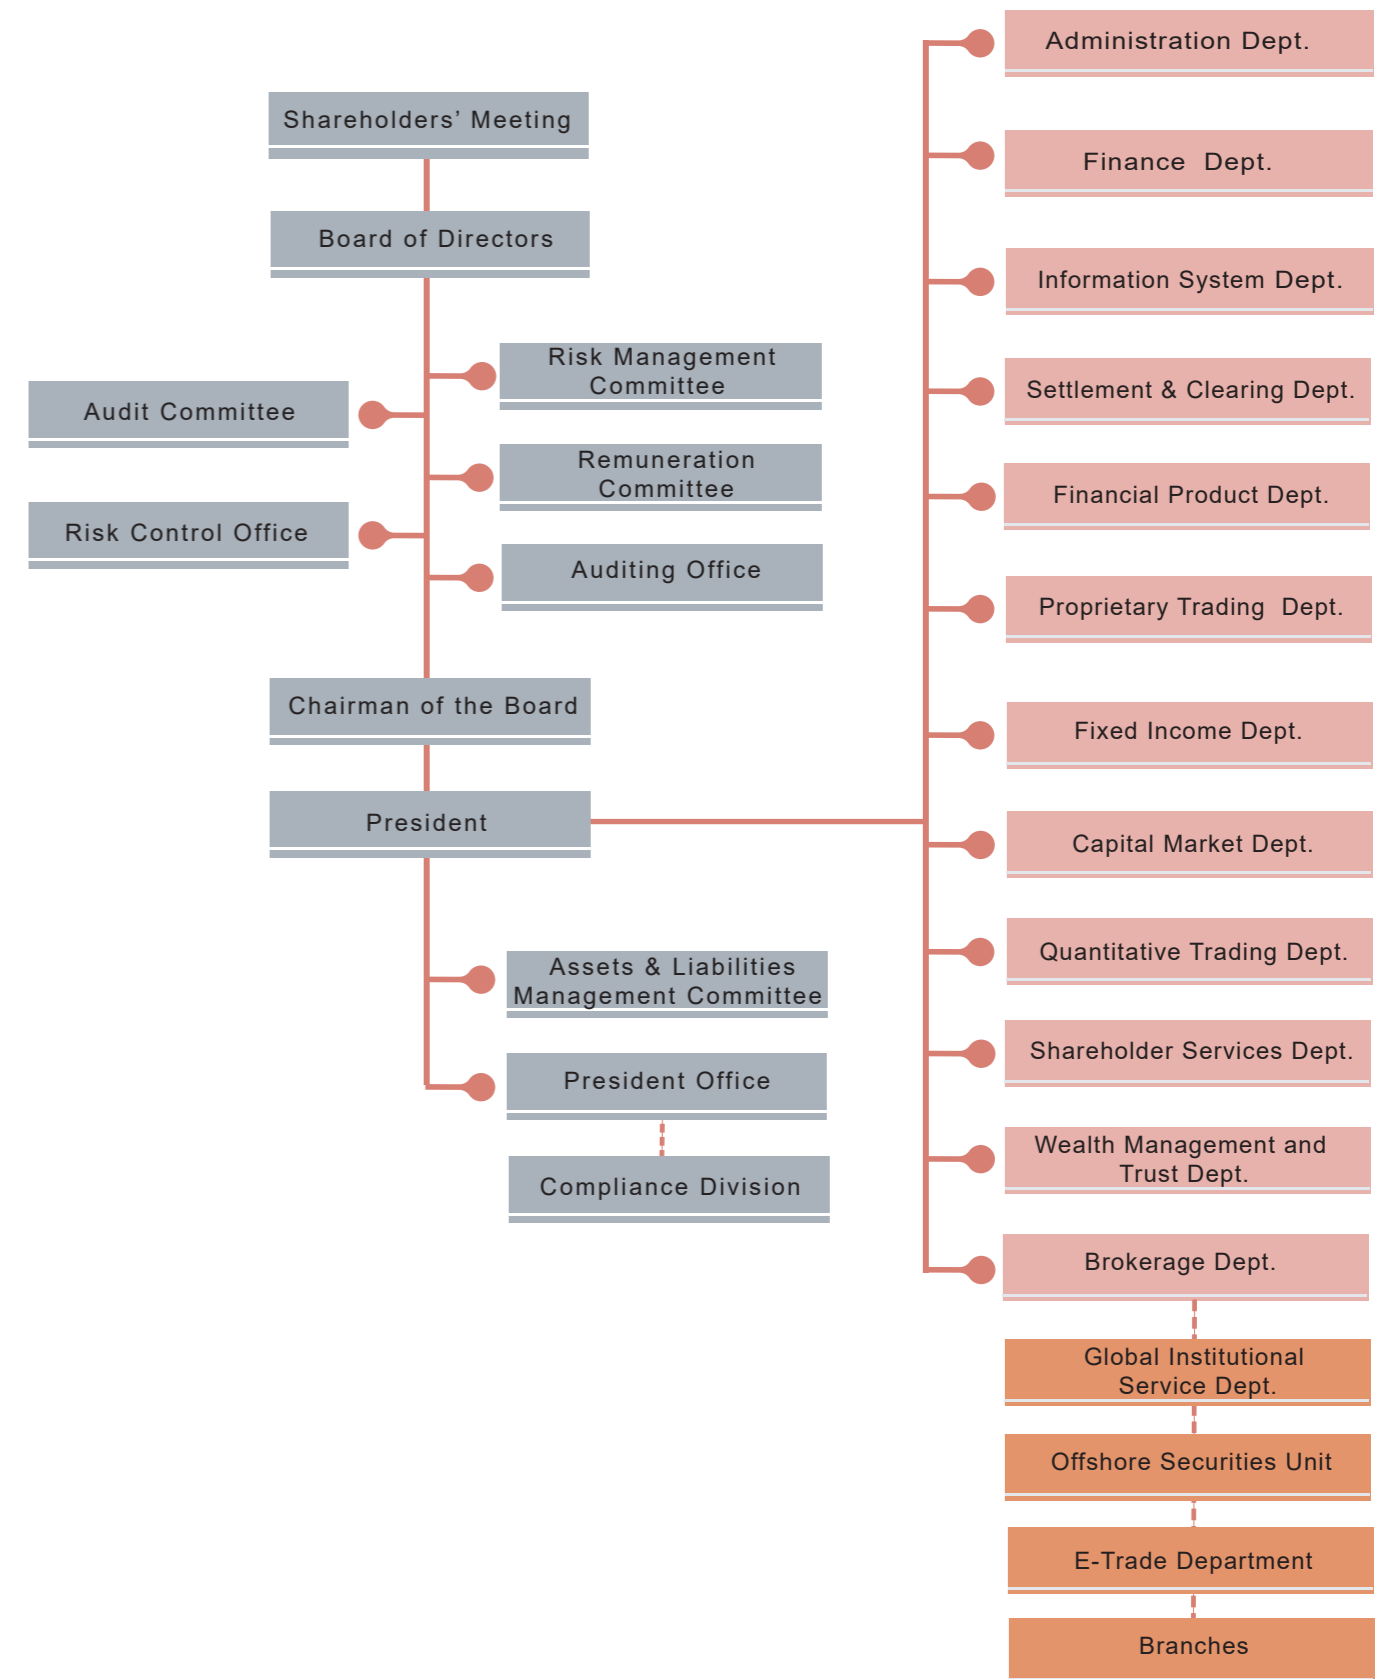 Shareholders’ Meeting
Board of Directors
Risk Management
Committee
Audit Committee
Remuneration
Committee
Risk Control Office
Auditing Office
Chairman of the Board
President
Assets & Liabilities
Management Committee
President Office
Compliance Division
Administration Dept.
Finance Dept.
Information System Dept.
Settlement & Clearing Dept.
Financial Product Dept.
Proprietary Trading Dept.
Fixed Income Dept.
Capital Market Dept.
Quantitative Trading Dept.
Shareholder Services Dept.
Wealth Management and
Trust Dept.
Brokerage Dept.
Global Institutional
Service Dept.
Offshore Securities Unit
E-Trade Department
Branches